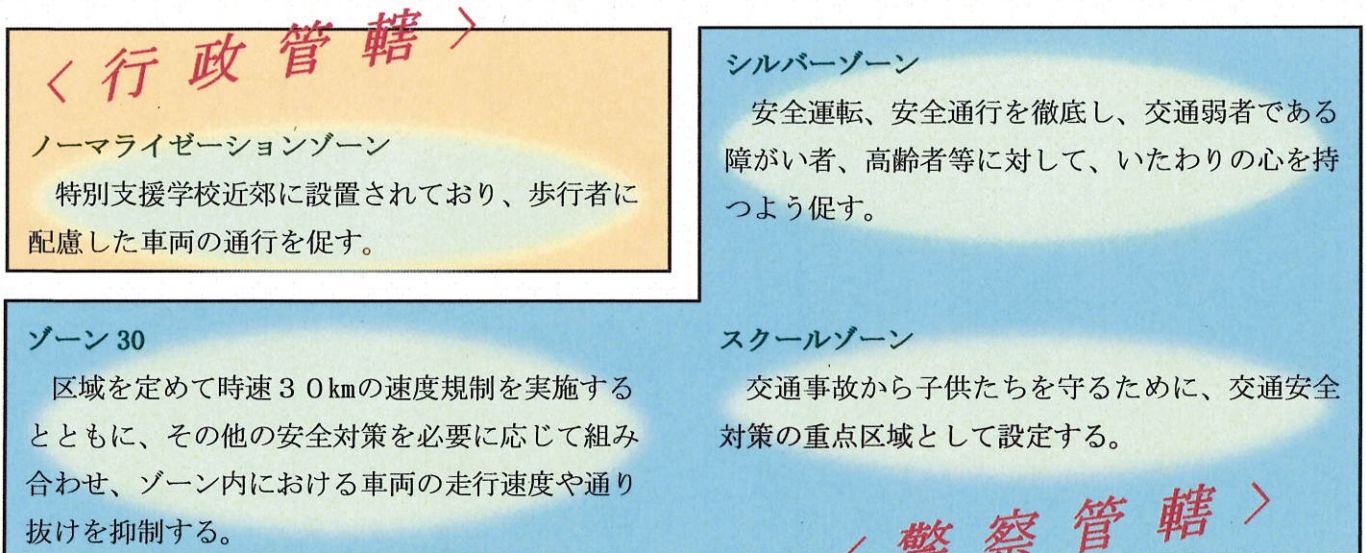 〈行政管轄〉
ノーマライゼーションゾーン
特別支援学校近郊に設置されており、歩行者に
配慮した車両の通行を促す。
シルバーゾーン
安全運転、安全通行を徹底し、交通弱者である
障がい者、高齢者等に対して、いたわりの心を持
つよう促す。
ゾーン 30
区域を定めて時速３０㎞の速度規制を実施する
とともに、その他の安全対策を必要に応じて組み
合わせ、ゾーン内における車両の走行速度や通り
抜けを抑制する。
スクールゾーン
交通事故から子供たちを守るために、交通安全
対策の重点区域として設定する。
〈警察管轄〉